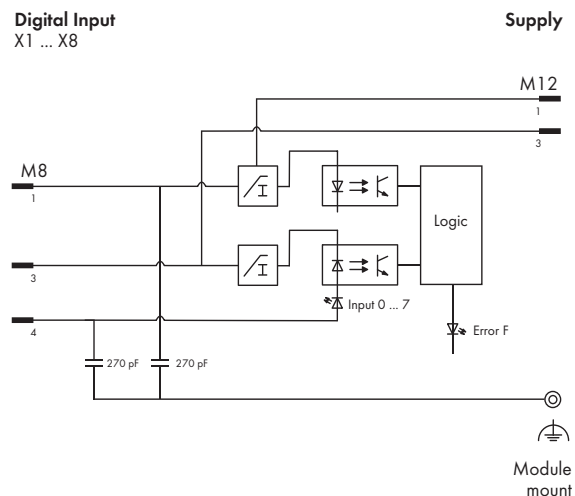 Digital Input
X1 ... X8
Supply
M12
1
3
M8
1
Logic
3
Input 0 ... 7
4
Error F
270 pF
270 pF
Module
mount